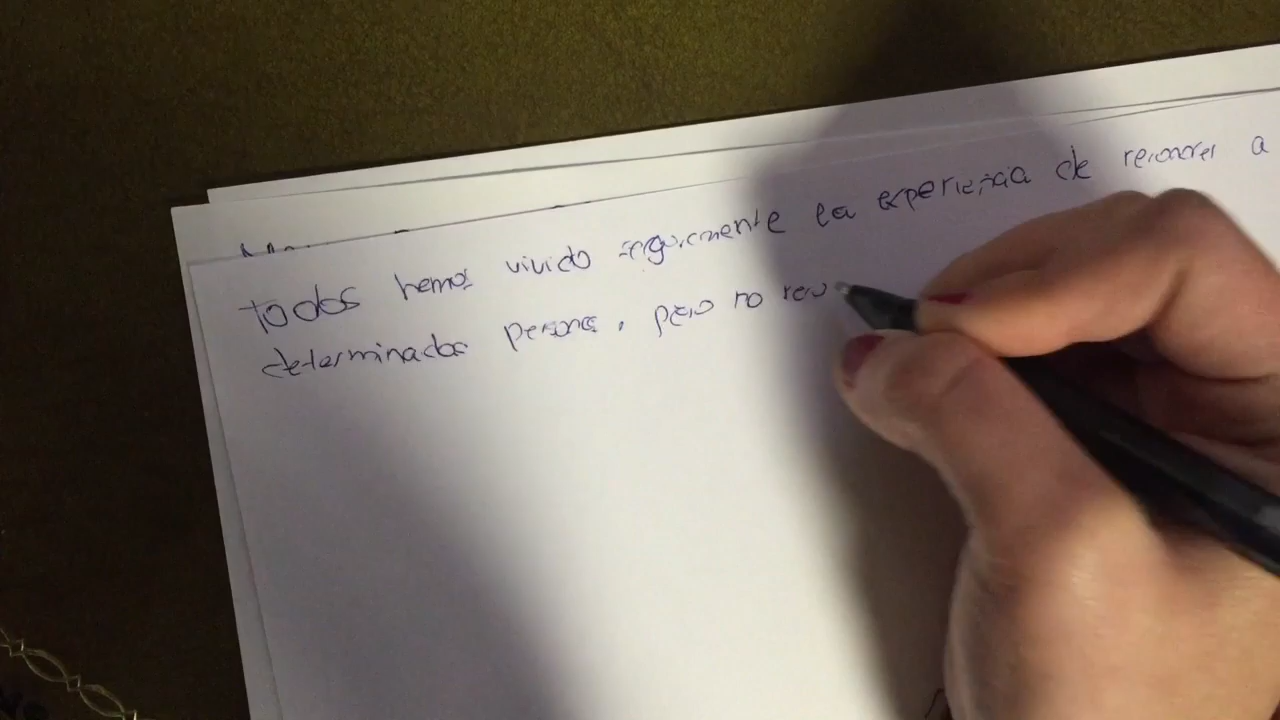 todos hemos vivido seguramente la experiencia de reconocer a
determinadas personas, pero no reco